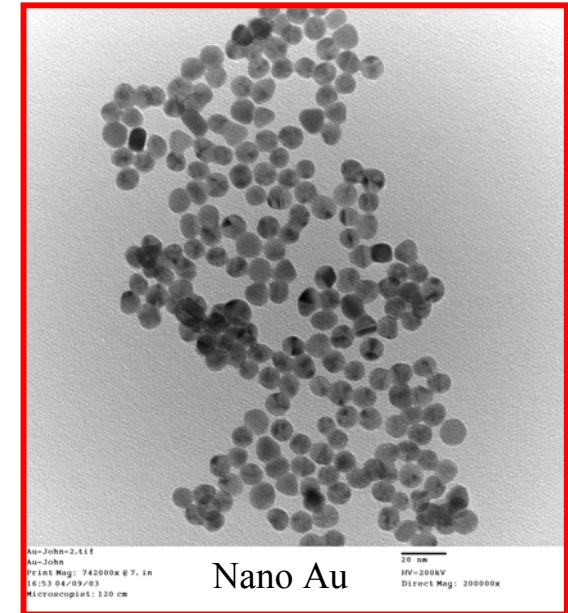 Au-John-2.tif
Au-John
Print Mag: 742000x @ 7. in
16:53 04/09/03
Microscopist: 120 cm
Nano Au
20 nm
HV=200kV
Direct Mag: 200000x